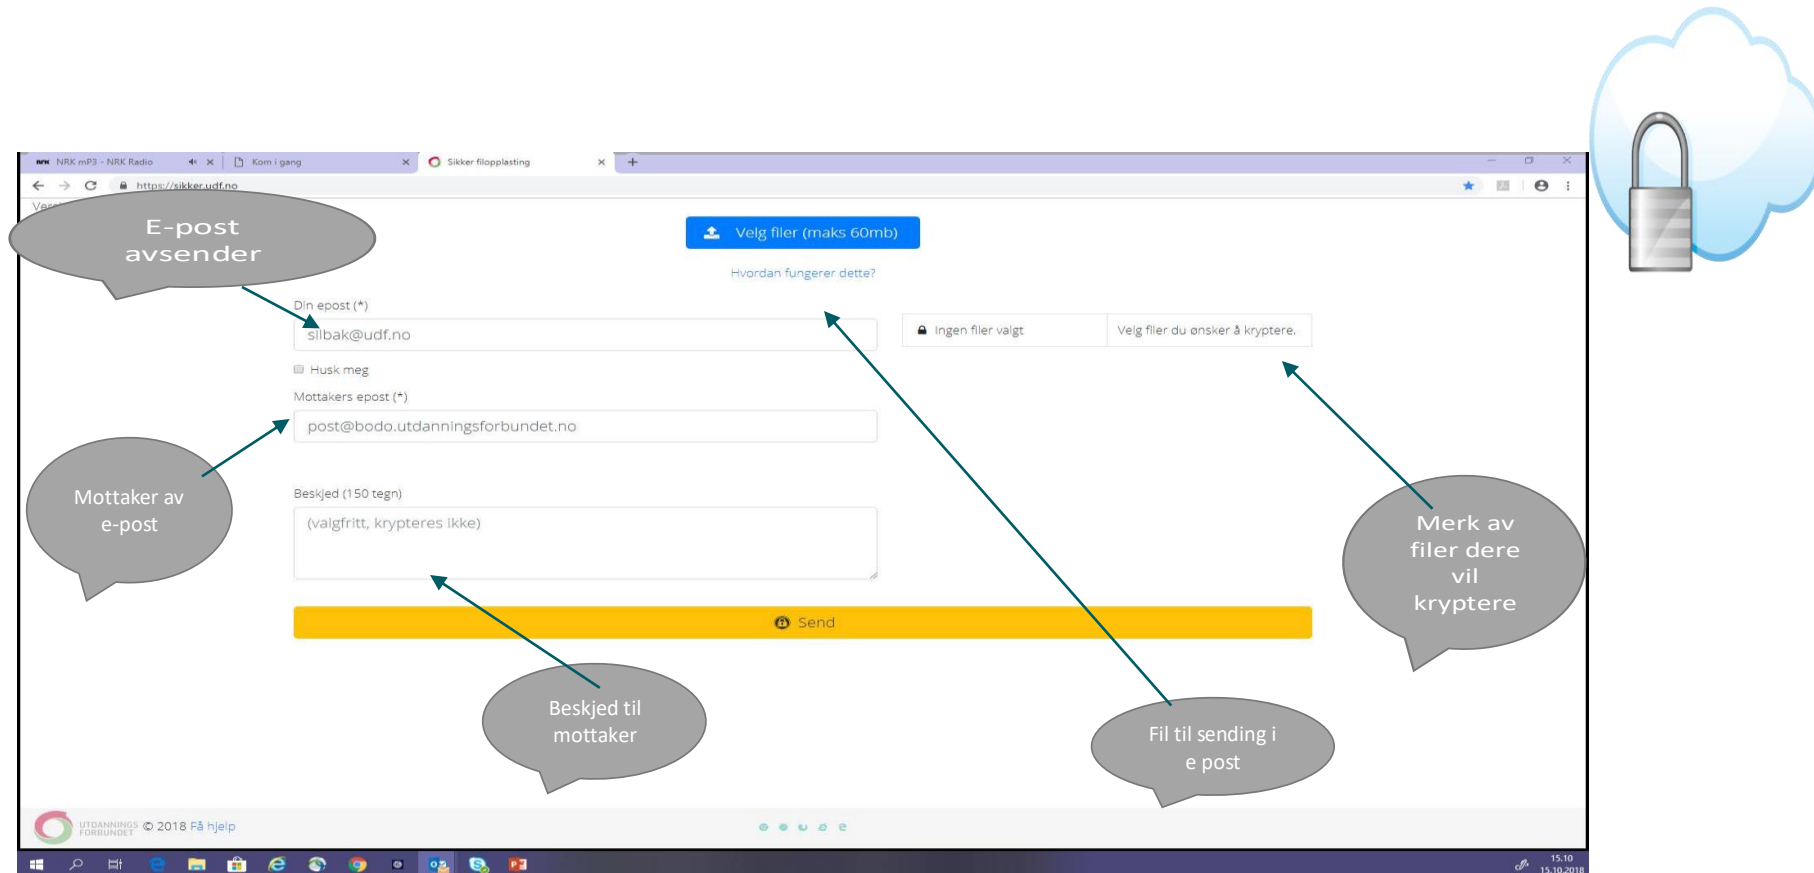 NRK mP3 - NRK Radio
Kom i gang
Sikker filopplasting
https://sikker.udf.no
E-post
avsender
Velg filer (maks 60mb)
Hvordan fungerer dette?
Din epost (*)
silbak@udf.no
Ingen filer valgt
Velg filer du ønsker å kryptere.
Husk meg
Mottakers epost (*)
post@bodo.utdanningsforbundet.no
Mottaker av
e-post
Beskjed (150 tegn)
(valgfritt, krypteres ikke)
Merk av
filer dere
vil
kryptere
Send
Beskjed til
mottaker
Fil til sending i
e post
UTDANNINGS
FORBUNDET
© 2018 Få hjelp
15.10
15.10.2018